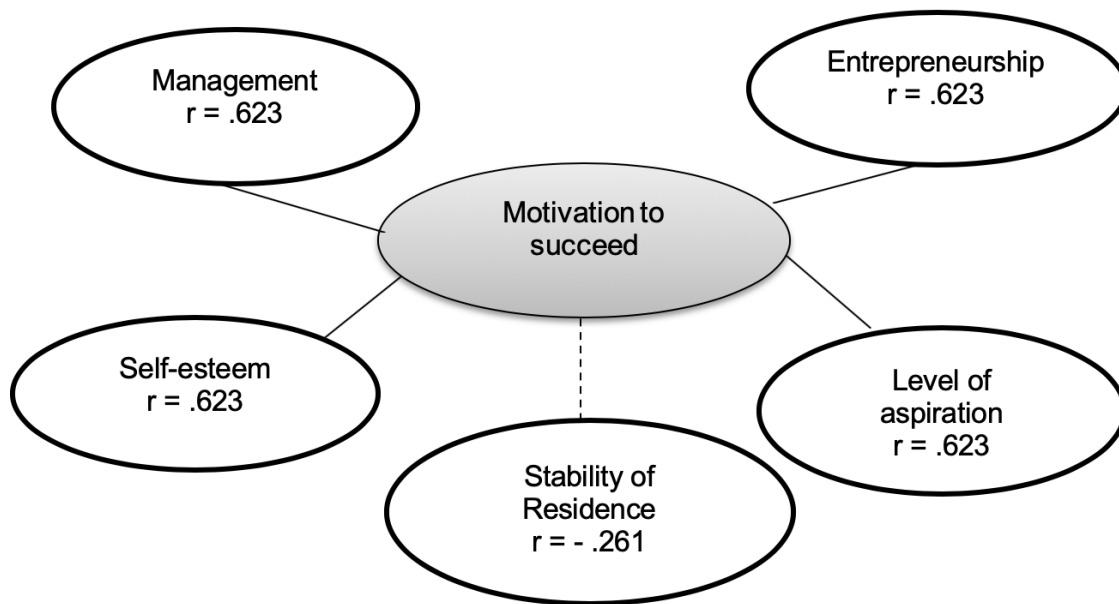 Management
r = .623
Entrepreneurship
r = .623
Motivation to
succeed
Self-esteem
r = .623
Level of
aspiration
r = .623
Stability of
Residence
r = - .261